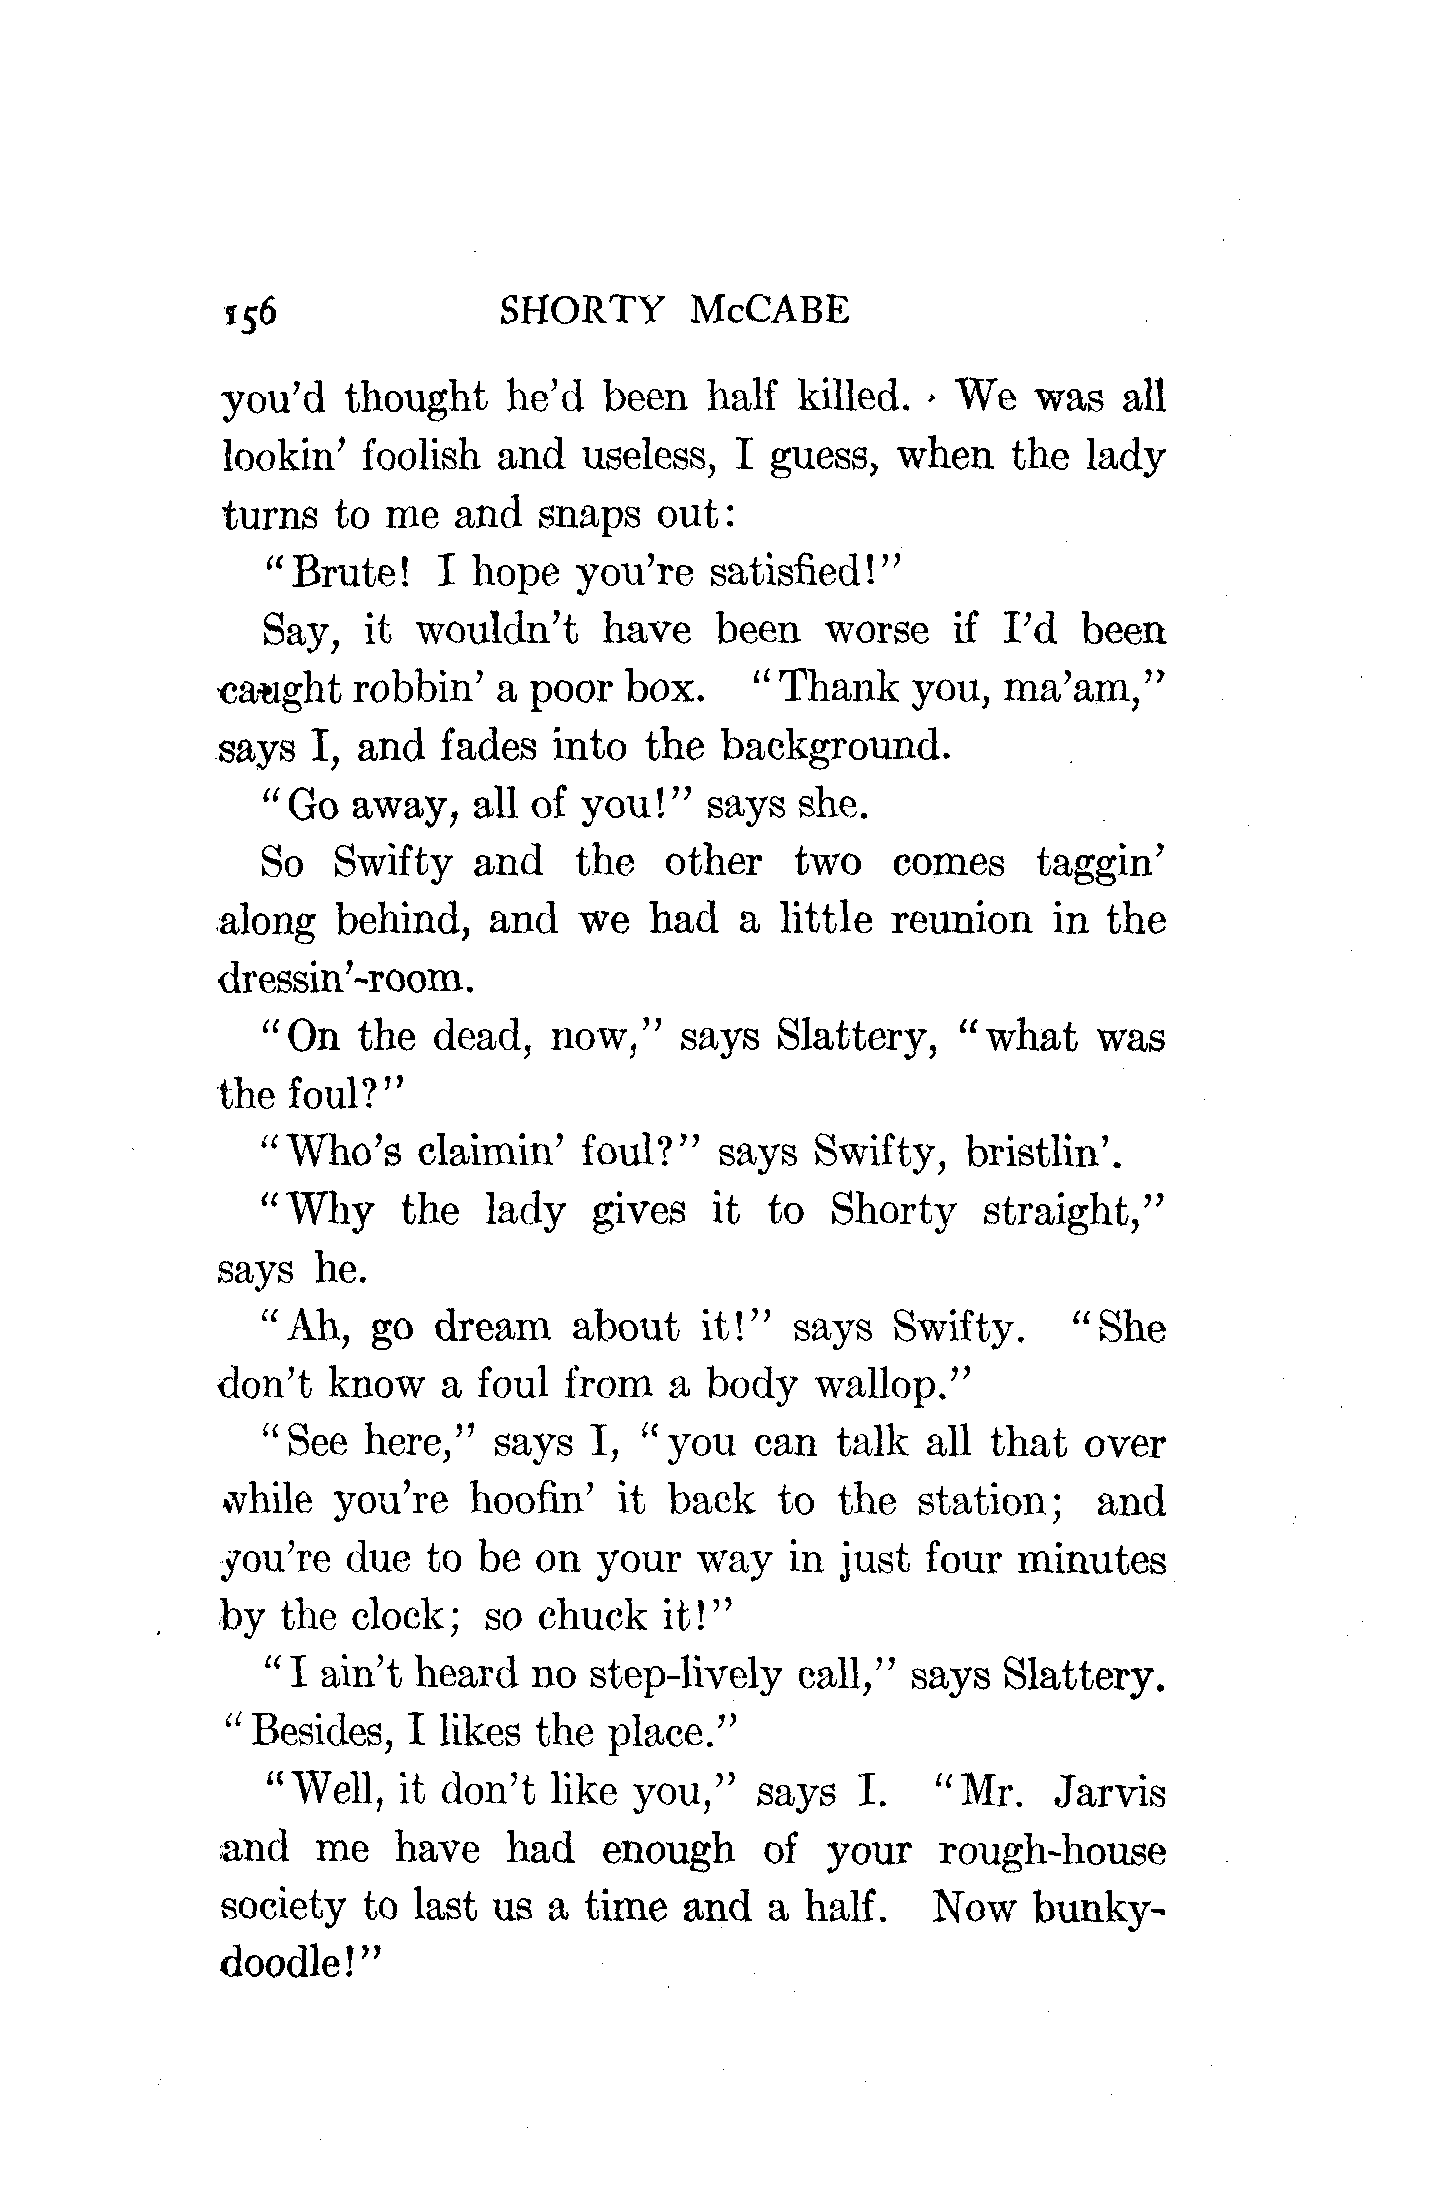 156 SHORTY McCABE
you'd thought he'd been half killed. We was all
lookin' foolish and useless, I guess, when the lady
turns to me and snaps out:
"Brute! I hope you're satisfied!"
Say, it wouldn't have been worse if I'd been
caught robbin' a poor box. "Thank you, ma'am,"
says I, and fades into the background.
"Go away, all of you!" says she.
So Swifty and the other two comes taggin'
along behind, and we had a little reunion in the
dressin'-room.
"On the dead, now," says Slattery, "what was
the foul?"
"Who's claimin' foul?" says Swifty, bristlin'.
"Why the lady gives it to Shorty straight,"
says he.
"Ah, go dream about it!" says Swifty. "She
don't know a foul from a body wallop."
"See here," says I, "you can talk all that over
while you're hoofin' it back to the station; and
you're due to be on your way in just four minutes
by the clock; so chuck it!"
"I ain't heard no step-lively call," says Slattery.
"Besides, I likes the place."
"Well, it don't like you," says I. "Mr. Jarvis
and me have had enough of your rough-house
society to last us a time and a half. Now bunky-
doodle!"